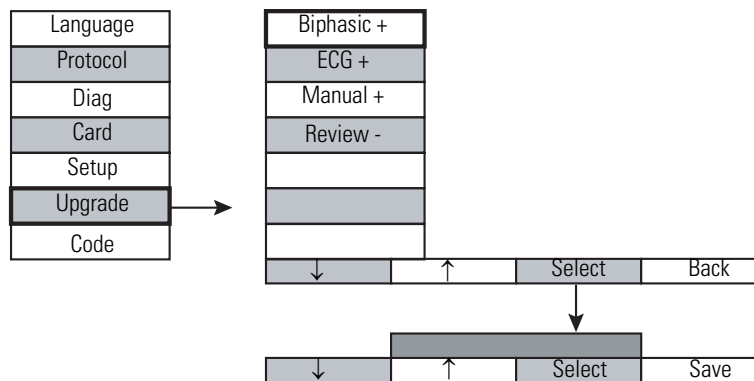 Language
Protocol
Diag
Card
Setup
Upgrade
Code
Biphasic +
ECG +
Manual +
Review -
↓ ↑ Select Back
↓ ↑ Select Save